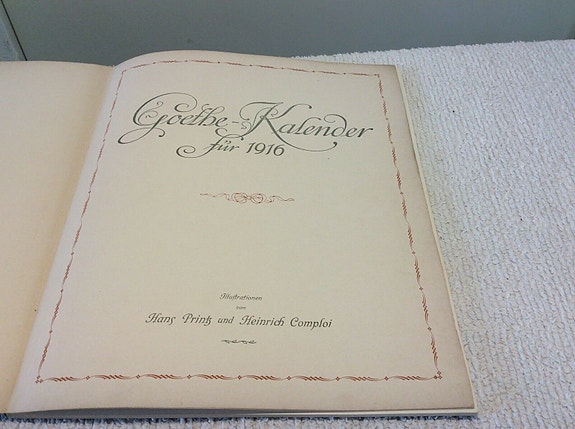 Goethe-Kalender
für 1916
Illustrationen
von
Hans Printz und Heinrich Comploi